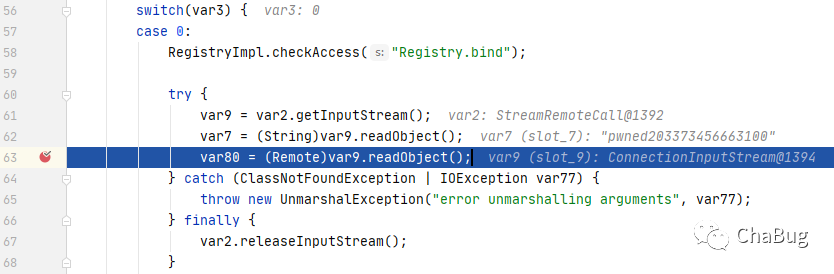 56 switch(var3) { var3: 0
57 case 0:
58 RegistryImpl.checkAccess( s: "Registry.bind");
59
60 try {
61 var9 = var2.getInputStream(); var2: StreamRemoteCall@1392
62 var7 = (String)var9.readObject(); var7 (slot_7): "pwned203373456663100"
63 var80 = (Remote)var9.readObject(); var9 (slot_9): ConnectionInputStream@1394
64 } catch (ClassNotFoundException | IOException var77) {
65 throw new UnmarshalException("error unmarshalling arguments", var77);
66 } finally {
67 var2.releaseInputStream();
68 }
ChaBug